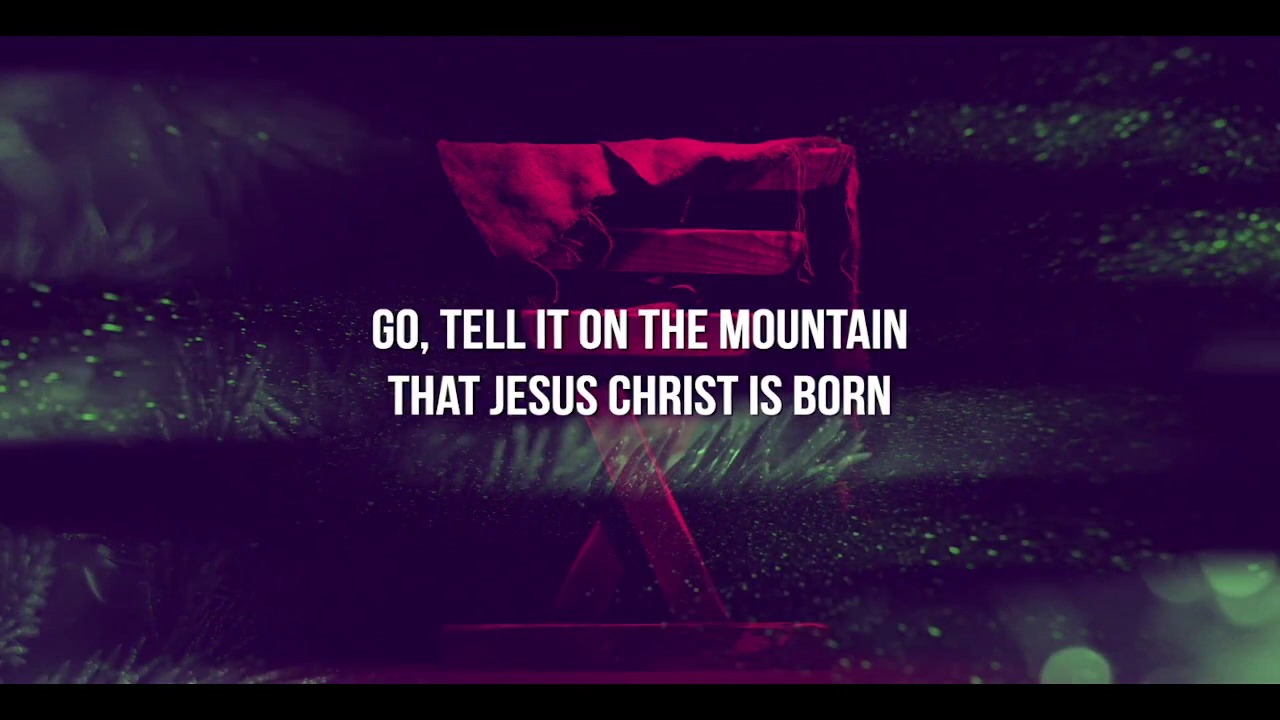 GO, TELL IT ON THE MOUNTAIN
THAT JESUS CHRIST IS BORN